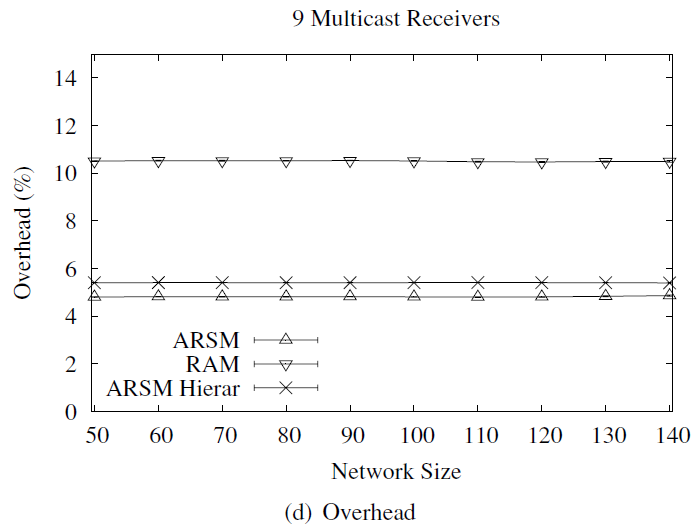 9 Multicast Receivers
14
12
10
8
6
4
2
0
Overhead (%)
ARSM
RAM
ARSM Hierar
50 60 70 80 90 100 110 120 130 140
Network Size
(d) Overhead